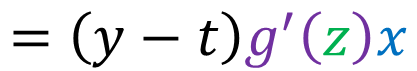 = (y − t)g′(z)x